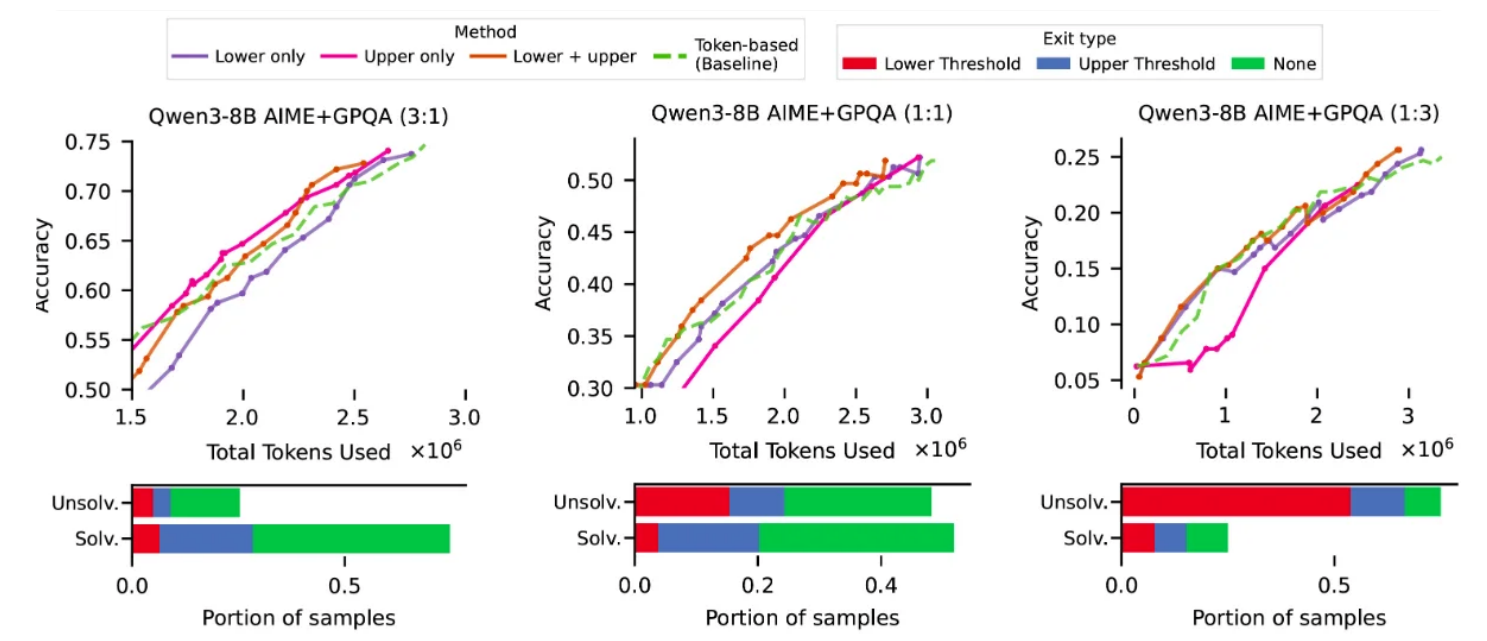 Method
Lower only Upper only Lower + upper Token-based
(Baseline)
Exit type
Lower Threshold Upper Threshold None
Qwen3-8B AIME+GPQA (3:1)
Accuracy
0.75
0.70
0.65
0.60
0.55
0.50
1.5 2.0 2.5 3.0
Total Tokens Used ×10⁶
Unsolv.
Solv.
0.0 0.5
Portion of samples
Qwen3-8B AIME+GPQA (1:1)
Accuracy
0.50
0.45
0.40
0.35
0.30
1.0 1.5 2.0 2.5 3.0
Total Tokens Used ×10⁶
Unsolv.
Solv.
0.0 0.2 0.4
Portion of samples
Qwen3-8B AIME+GPQA (1:3)
Accuracy
0.25
0.20
0.15
0.10
0.05
0 1 2 3
Total Tokens Used ×10⁶
Unsolv.
Solv.
0.0 0.5
Portion of samples